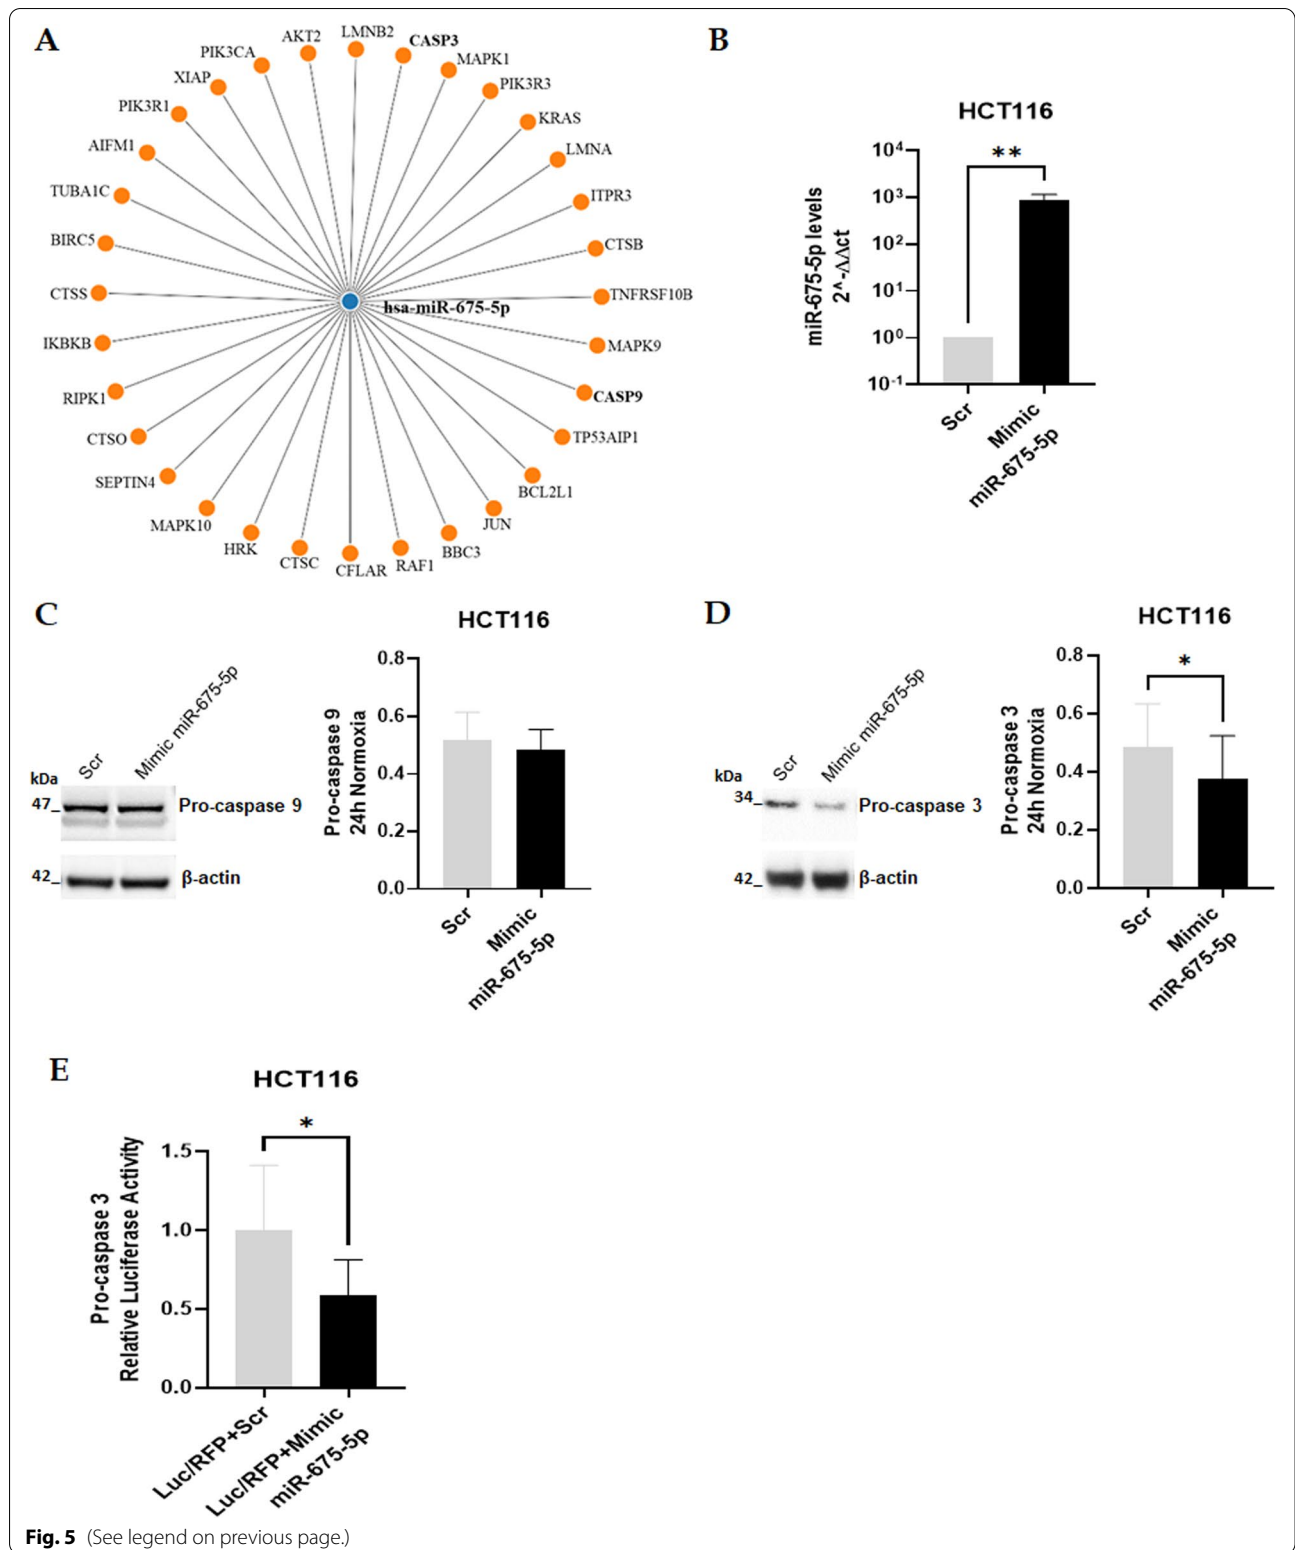 A
LMNB2
AKT2
CASP3
PIK3CA
MAPK1
XIAP
PIK3R3
PIK3R1
KRAS
AIFM1
LMNA
TUBA1C
ITPR3
BIRC5
CTSB
CTSS
TNFRSF10B
hsa-miR-675-5p
IKBKB
MAPK9
RIPK1
CASP9
CTSO
TP53AIP1
SEPTIN4
BCL2L1
MAPK10
JUN
HRK
BBC3
CTSC
RAF1
CFLAR
B
HCT116
**
miR-675-5p levels
2^-ΔΔct
10⁴
10³
10²
10¹
10⁰
10⁻¹
Scr
Mimic
miR-675-5p
C
kDa
Scr
Mimic miR-675-5p
47_
Pro-caspase 9
42_
β-actin
HCT116
Pro-caspase 9
24h Normoxia
0.8
0.6
0.4
0.2
0.0
Scr
Mimic
miR-675-5p
D
kDa
Scr
Mimic miR-675-5p
34_
Pro-caspase 3
42_
β-actin
HCT116
*
Pro-caspase 3
24h Normoxia
0.8
0.6
0.4
0.2
0.0
Scr
Mimic
miR-675-5p
E
HCT116
*
Pro-caspase 3
Relative Luciferase Activity
1.5
1.0
0.5
0.0
Luc/RFP+Scr
Luc/RFP+Mimic
miR-675-5p
Fig. 5 (See legend on previous page.)